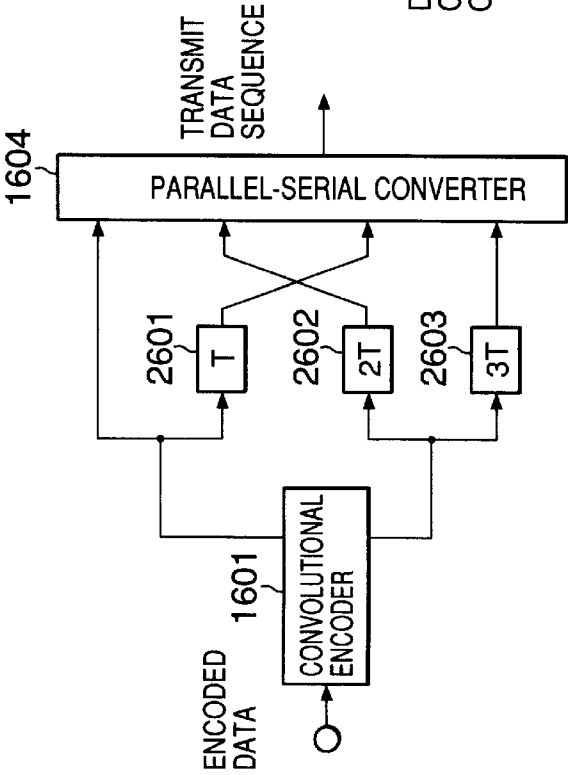 ENCODED
DATA
1601
CONVOLUTIONAL
ENCODER
2601
T
2602
2T
2603
3T
1604
PARALLEL-SERIAL CONVERTER
TRANSMIT
DATA
SEQUENCE